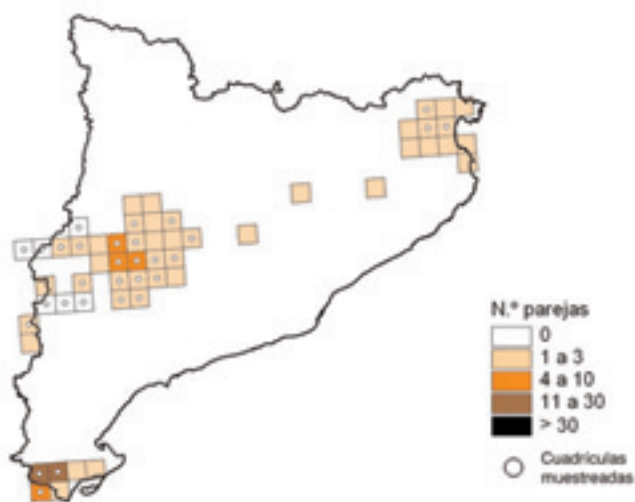 N.º parejas
0
1 a 3
4 a 10
11 a 30
> 30
Cuadrículas
muestreadas